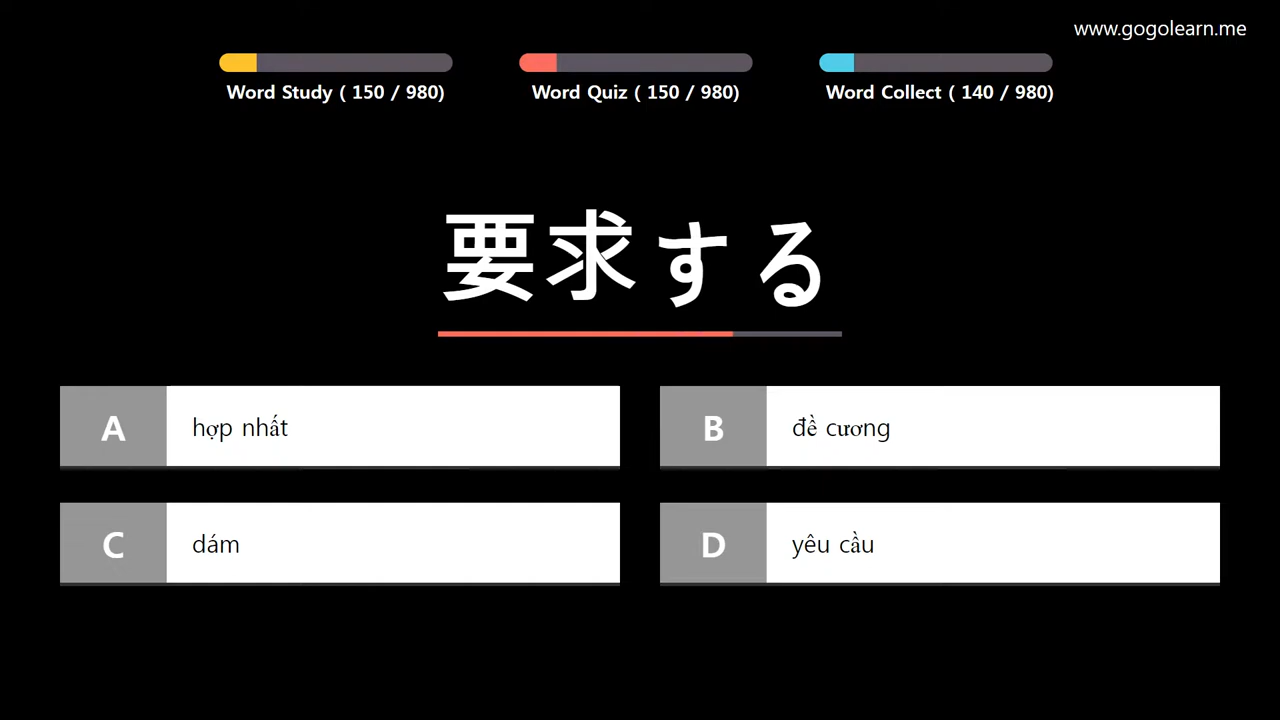 www.gogolearn.me
Word Study ( 150 / 980)
Word Quiz ( 150 / 980)
Word Collect ( 140 / 980)
要求する
A hợp nhất
B đề cương
C dám
D yêu cầu